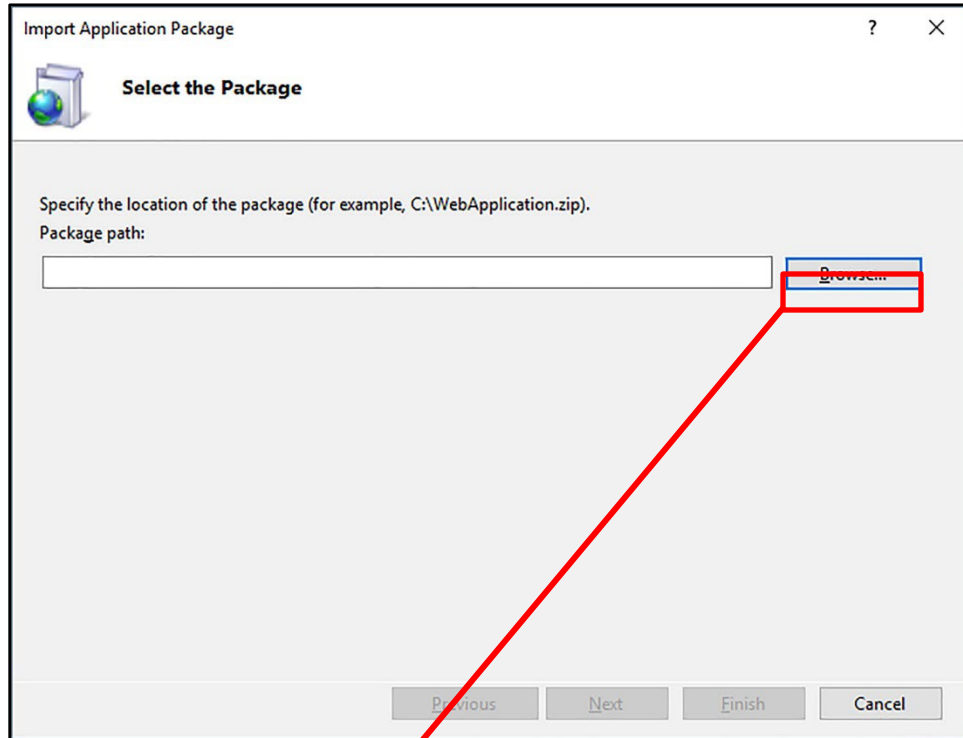 Import Application Package ?
Select the Package
Specify the location of the package (for example, C:\WebApplication.zip).
Package path:
Browse...
Previous Next Finish Cancel